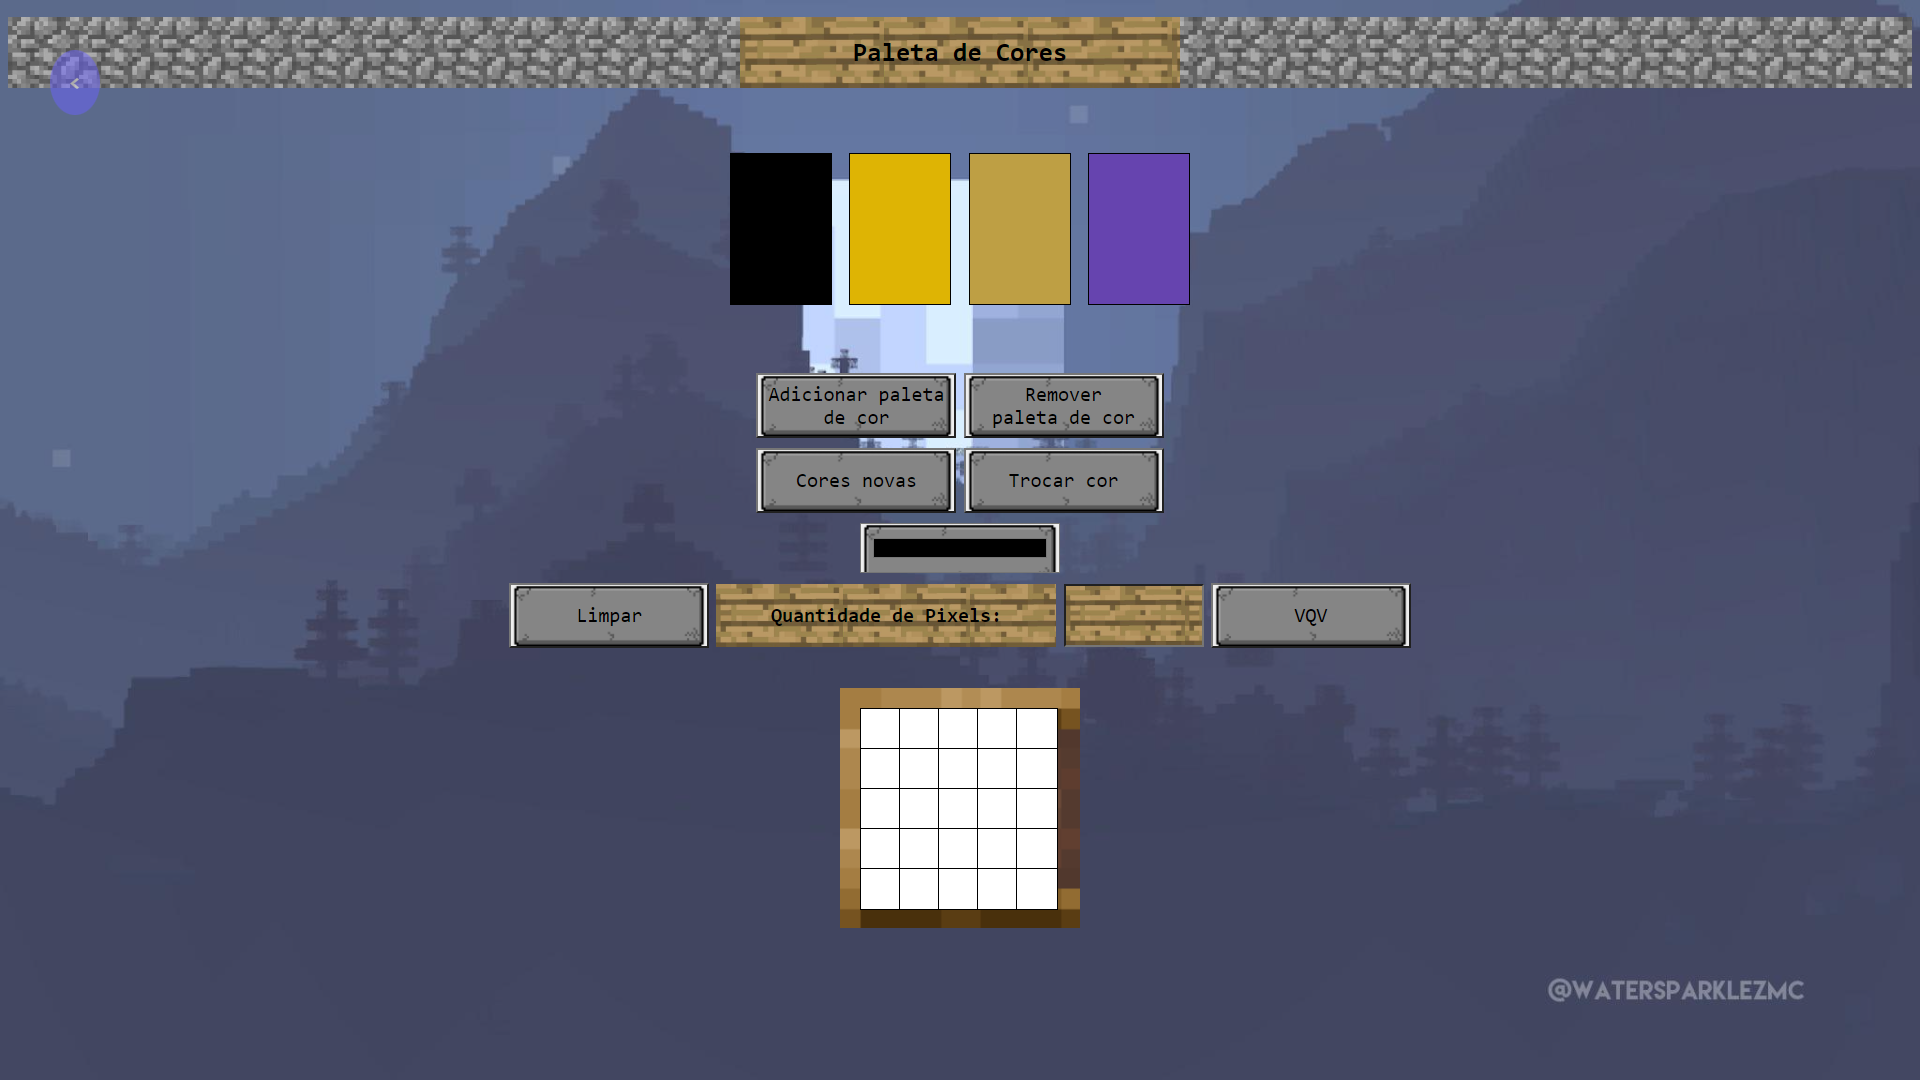 Paleta de Cores
<
Adicionar paleta
de cor
Remover
paleta de cor
Cores novas
Trocar cor
Limpar
Quantidade de Pixels:
VQV
@WATERSPARKLEZMC